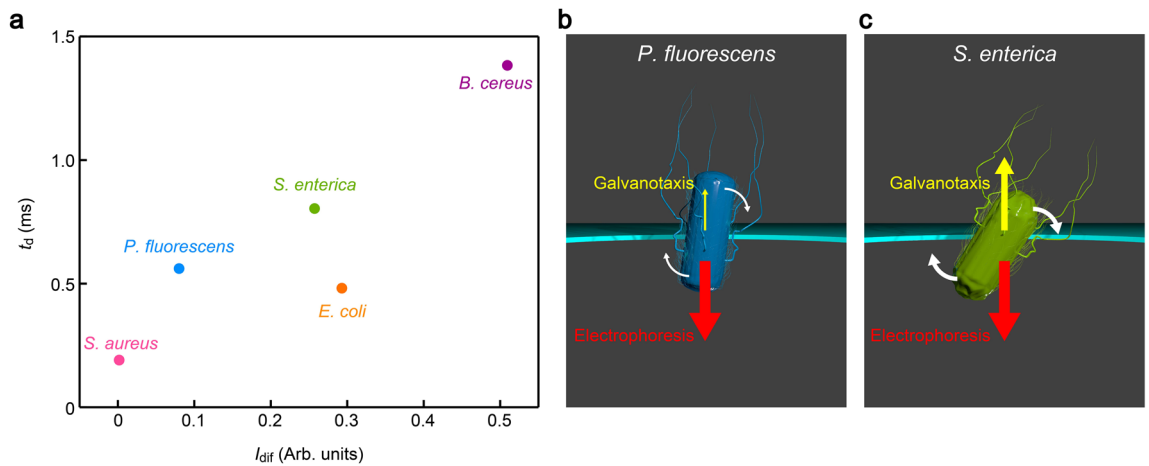 a
1.5
1.0
0.5
0
t_d (ms)
B. cereus
S. enterica
P. fluorescens
E. coli
S. aureus
0 0.1 0.2 0.3 0.4 0.5
I_dif (Arb. units)
b
P. fluorescens
Galvanotaxis
Electrophoresis
c
S. enterica
Galvanotaxis
Electrophoresis